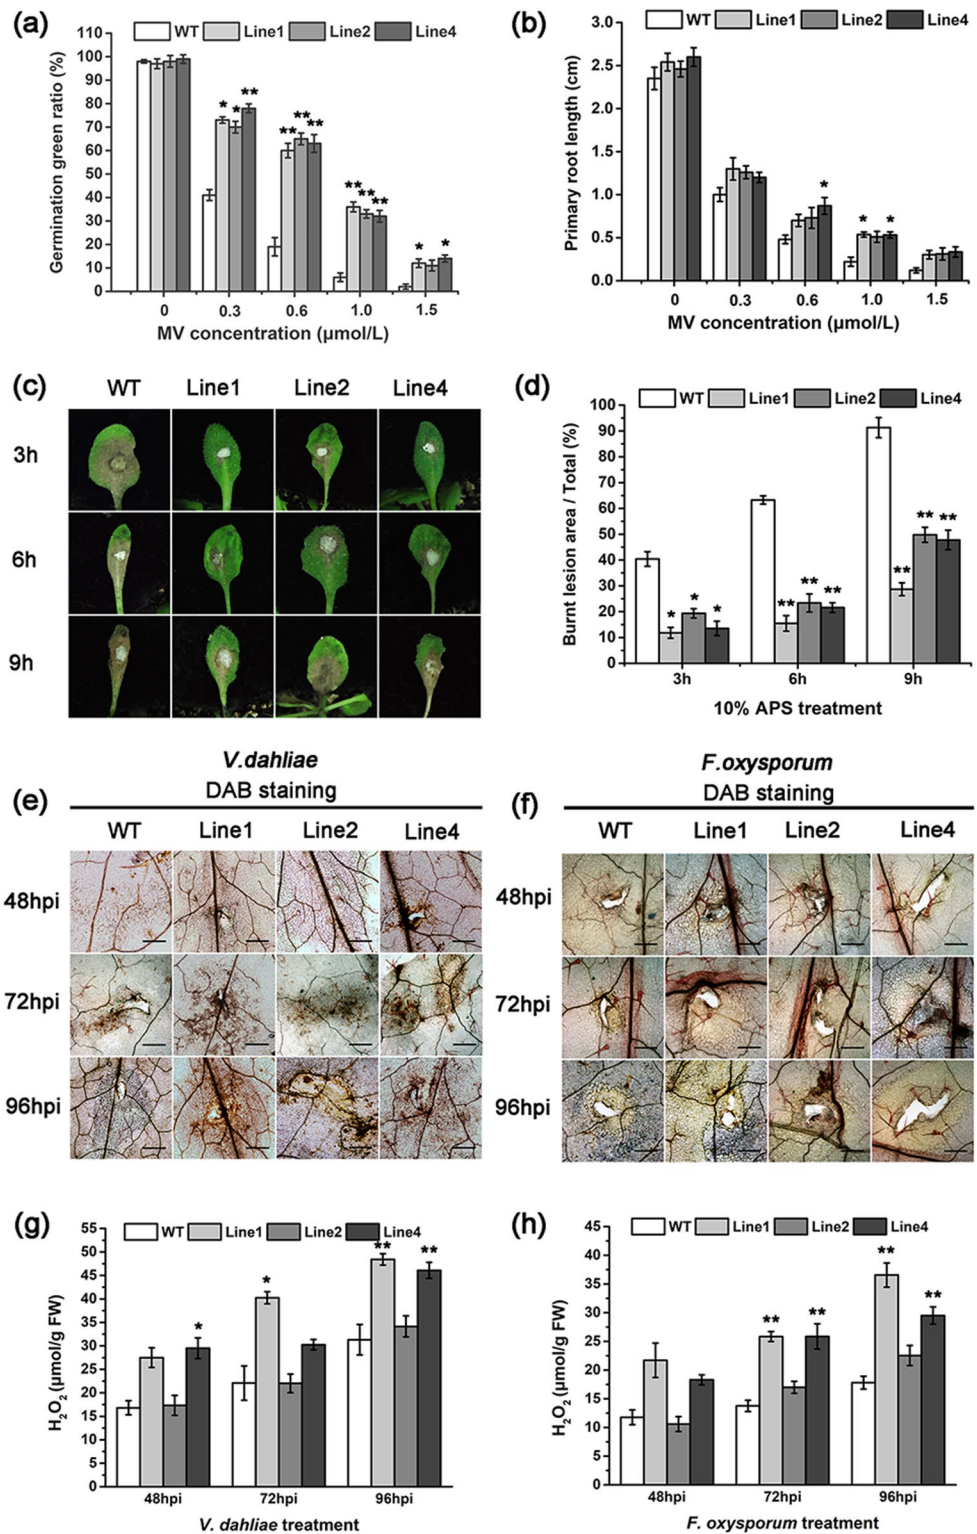 (a)
WT Line1 Line2 Line4
Germination green ratio (%)
110
100
90
80
70
60
50
40
30
20
10
0
* * **
** ** **
** ** **
* *
0 0.3 0.6 1.0 1.5
MV concentration (µmol/L)
(b)
WT Line1 Line2 Line4
Primary root length (cm)
3.0
2.5
2.0
1.5
1.0
0.5
0.0
*
* *
0 0.3 0.6 1.0 1.5
MV concentration (µmol/L)
(c)
WT Line1 Line2 Line4
3h
6h
9h
(d)
WT Line1 Line2 Line4
Burnt lesion area / Total (%)
100
90
80
70
60
50
40
30
20
10
0
* * *
** ** **
** ** **
3h 6h 9h
10% APS treatment
(e)
V.dahliae
DAB staining
WT Line1 Line2 Line4
48hpi
72hpi
96hpi
(f)
F.oxysporum
DAB staining
WT Line1 Line2 Line4
48hpi
72hpi
96hpi
(g)
WT Line1 Line2 Line4
H₂O₂ (µmol/g FW)
55
50
45
40
35
30
25
20
15
10
5
0
*
*
** **
48hpi 72hpi 96hpi
V. dahliae treatment
(h)
WT Line1 Line2 Line4
H₂O₂ (µmol/g FW)
45
40
35
30
25
20
15
10
5
0
** **
** **
48hpi 72hpi 96hpi
F. oxysporum treatment